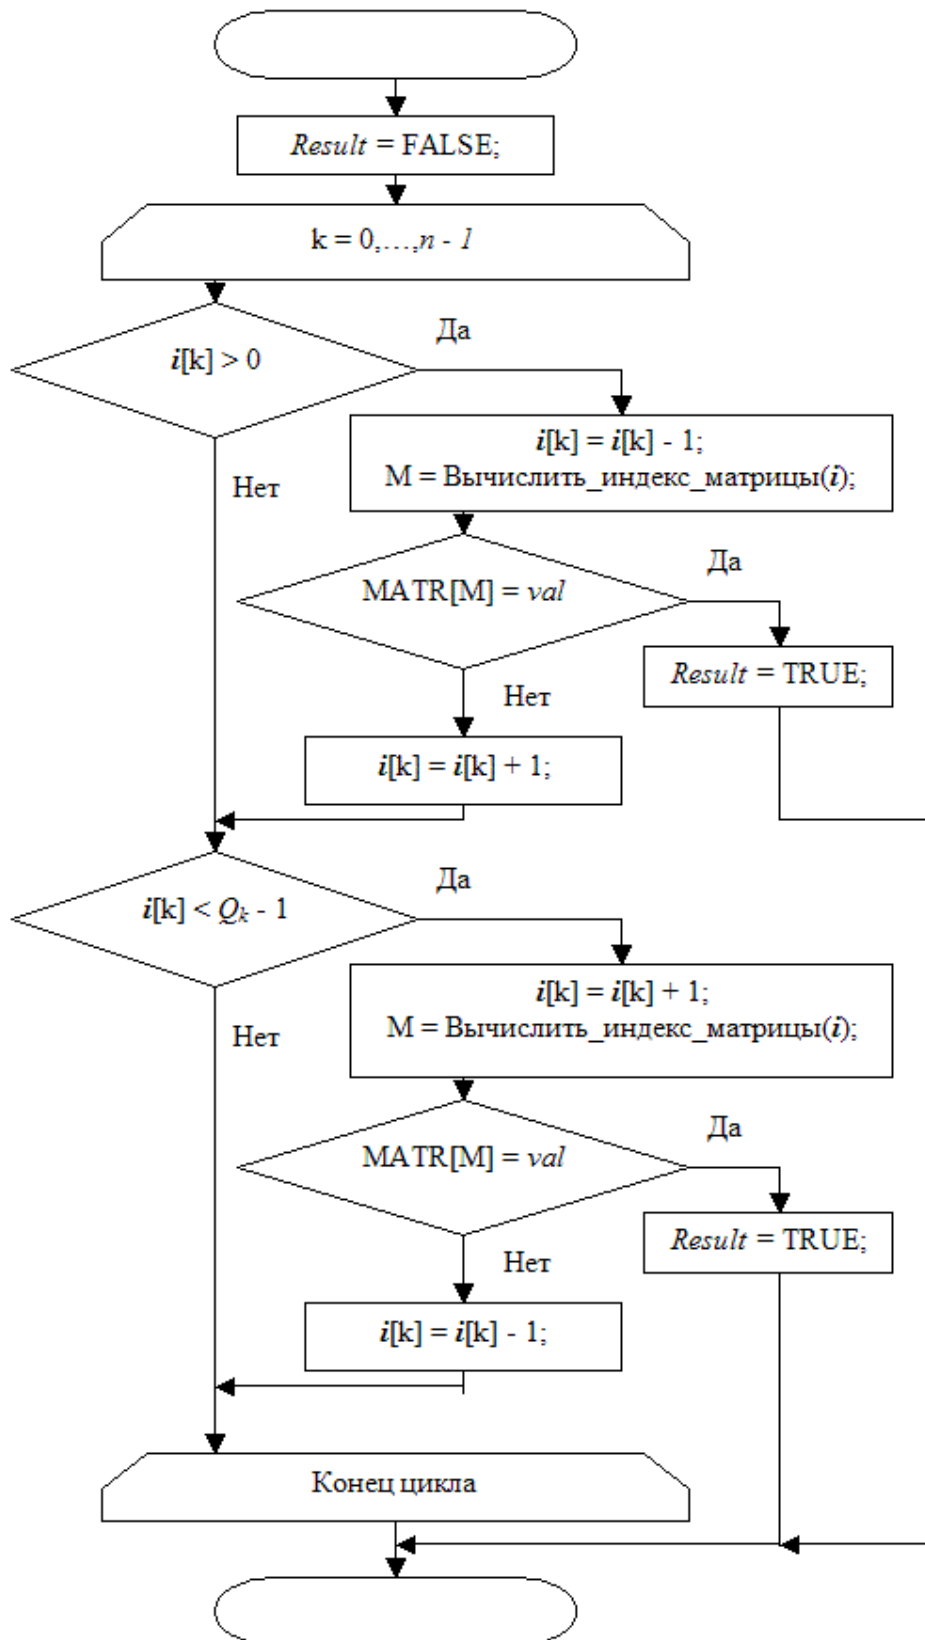 Result = FALSE;
k = 0,...,n - 1
i[k] > 0
Да
i[k] = i[k] - 1;
M = Вычислить_индекс_матрицы(i);
Нет
MATR[M] = val
Да
Result = TRUE;
Нет
i[k] = i[k] + 1;
i[k] < Qk - 1
Да
i[k] = i[k] + 1;
M = Вычислить_индекс_матрицы(i);
Нет
MATR[M] = val
Да
Result = TRUE;
Нет
i[k] = i[k] - 1;
Конец цикла